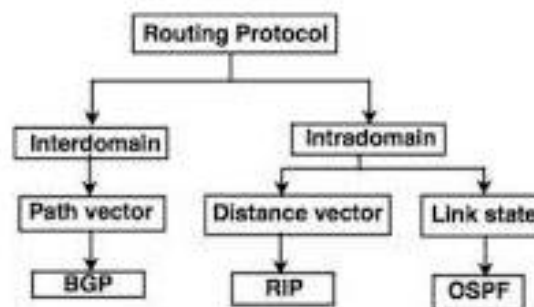 Routing Protocol
Interdomain
Intradomain
Path vector
Distance vector
Link state
BGP
RIP
OSPF